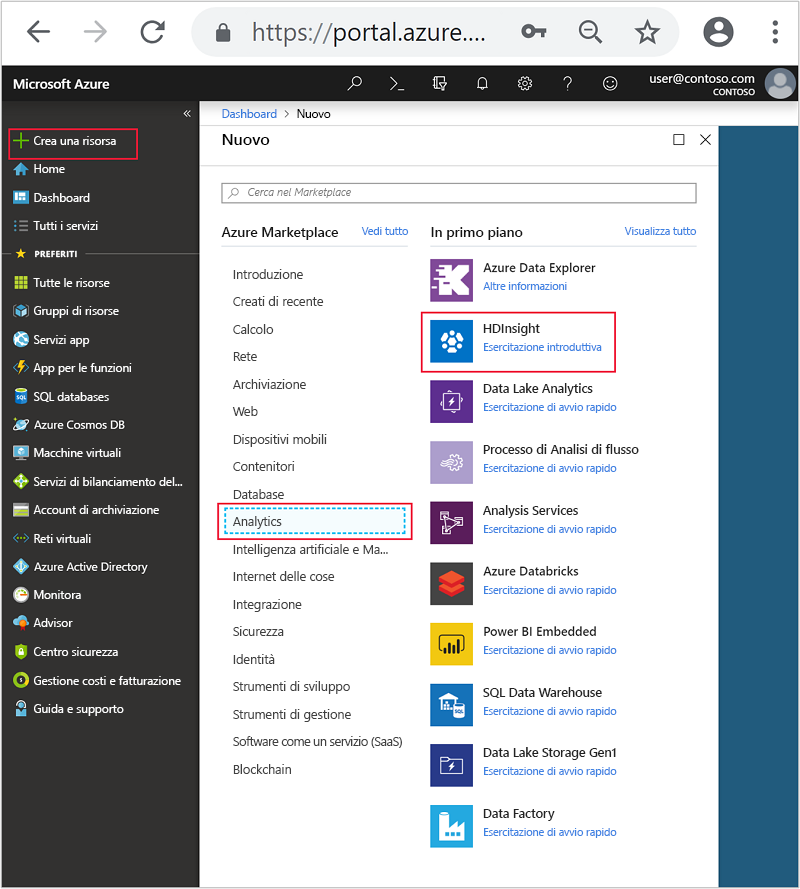 https://portal.azure....
Microsoft Azure
user@contoso.com
CONTOSO
Crea una risorsa
Home
Dashboard
Tutti i servizi
PREFERITI
Tutte le risorse
Gruppi di risorse
Servizi app
App per le funzioni
SQL databases
Azure Cosmos DB
Macchine virtuali
Servizi di bilanciamento del...
Account di archiviazione
Reti virtuali
Azure Active Directory
Monitora
Advisor
Centro sicurezza
Gestione costi e fatturazione
Guida e supporto
Dashboard > Nuovo
Nuovo
Cerca nel Marketplace
Azure Marketplace Vedi tutto
Introduzione
Creati di recente
Calcolo
Rete
Archiviazione
Web
Dispositivi mobili
Contenitori
Database
Analytics
Intelligenza artificiale e Ma...
Internet delle cose
Integrazione
Sicurezza
Identità
Strumenti di sviluppo
Strumenti di gestione
Software come un servizio (SaaS)
Blockchain
In primo piano Visualizza tutto
Azure Data Explorer
Altre informazioni
HDInsight
Esercitazione introduttiva
Data Lake Analytics
Esercitazione di avvio rapido
Processo di Analisi di flusso
Esercitazione di avvio rapido
Analysis Services
Esercitazione di avvio rapido
Azure Databricks
Esercitazione di avvio rapido
Power BI Embedded
Esercitazione di avvio rapido
SQL Data Warehouse
Esercitazione di avvio rapido
Data Lake Storage Gen1
Esercitazione di avvio rapido
Data Factory
Esercitazione di avvio rapido